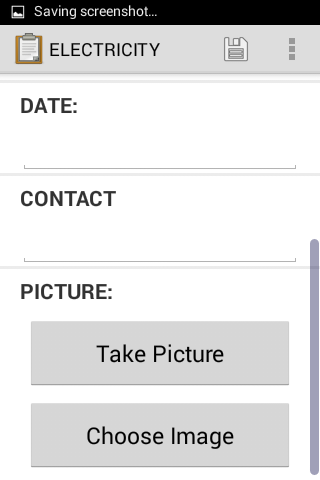 Saving screenshot...
ELECTRICITY
DATE:
CONTACT
PICTURE:
Take Picture
Choose Image